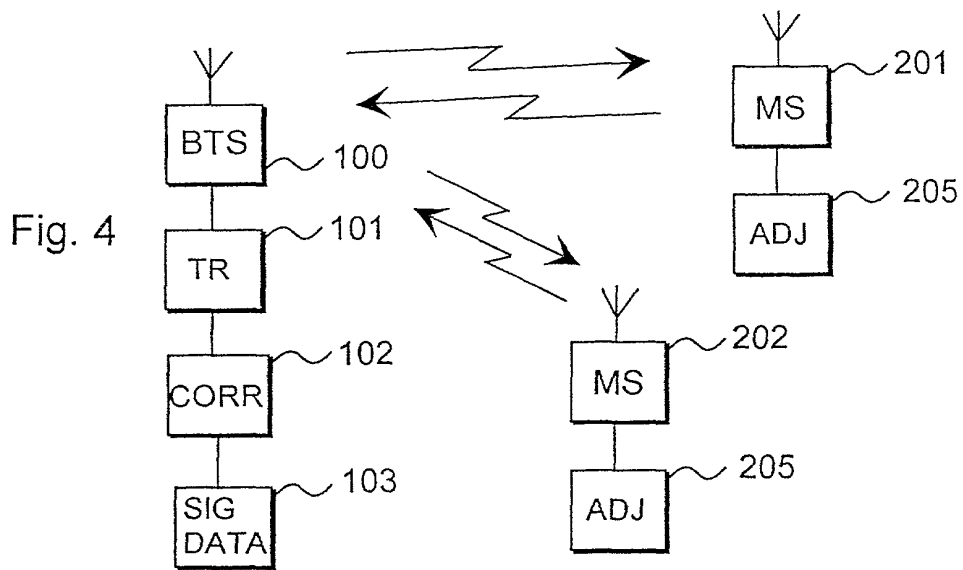 Fig. 4
BTS
100
TR
101
CORR
102
SIG
DATA
103
MS
201
ADJ
205
MS
202
ADJ
205